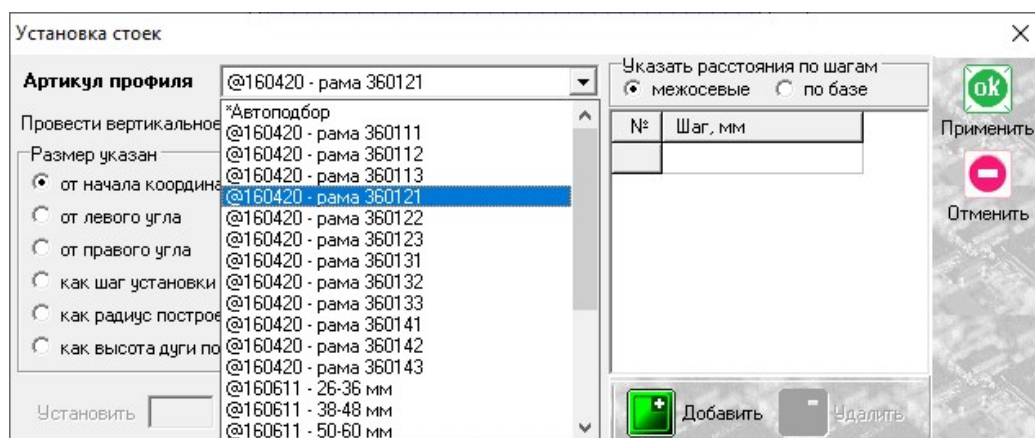 Установка стоек
Артикул профиля
@160420 - рама 360121
*Автоподбор
@160420 - рама 360111
@160420 - рама 360112
@160420 - рама 360113
@160420 - рама 360121
@160420 - рама 360122
@160420 - рама 360123
@160420 - рама 360131
@160420 - рама 360132
@160420 - рама 360133
@160420 - рама 360141
@160420 - рама 360142
@160420 - рама 360143
@160611 - 26-36 мм
@160611 - 38-48 мм
@160611 - 50-60 мм
Провести вертикальное
Размер указан
от начала координа
от левого угла
от правого угла
как шаг установки
как радиус построе
как высота дуги по
Установить
Указать расстояния по шагам
межосевые по базе
№ Шаг, мм
Добавить Удалить
Применить
Отменить
ok